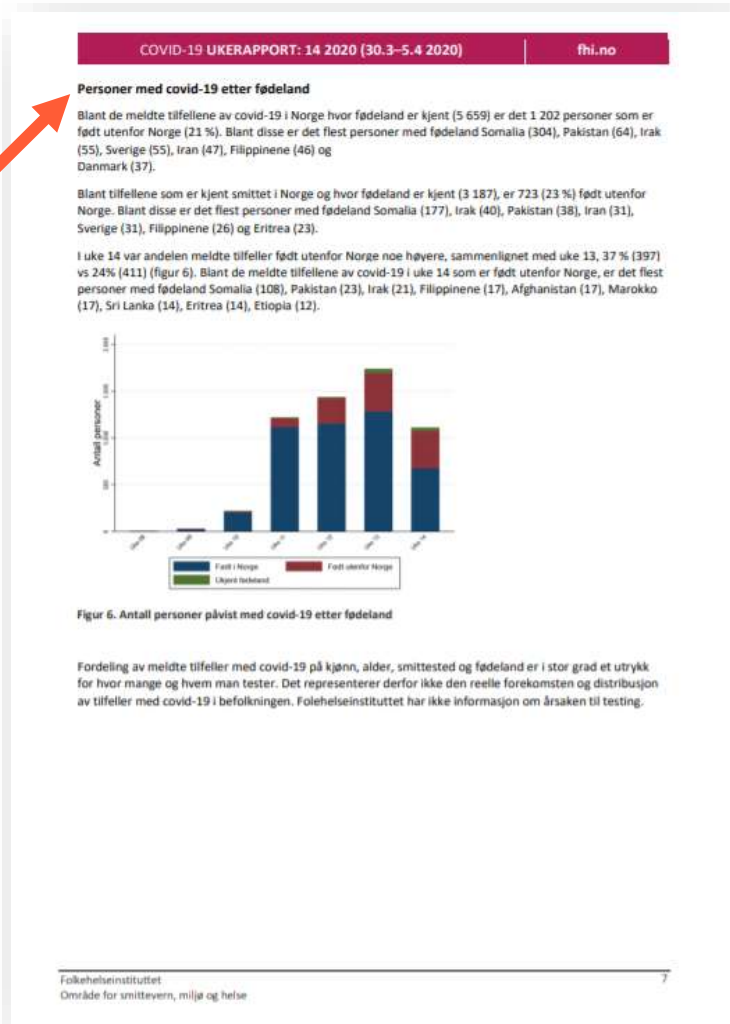 COVID-19 UKERAPPORT: 14 2020 (30.3–5.4 2020)
fhi.no
Personer med covid-19 etter fødeland
Blant de meldte tilfellene av covid-19 i Norge hvor fødeland er kjent (5 659) er det 1 202 personer som er
født utenfor Norge (21 %). Blant disse er det flest personer med fødeland Somalia (304), Pakistan (64), Irak
(55), Sverige (55), Iran (47), Filippinene (46) og
Danmark (37).
Blant tilfellene som er kjent smittet i Norge og hvor fødeland er kjent (3 187), er 723 (23 %) født utenfor
Norge. Blant disse er det flest personer med fødeland Somalia (177), Irak (40), Pakistan (38), Iran (31),
Sverige (31), Filippinene (26) og Eritrea (23).
I uke 14 var andelen meldte tilfeller født utenfor Norge noe høyere, sammenlignet med uke 13, 37 % (397)
vs 24% (411) (figur 6). Blant de meldte tilfellene av covid-19 i uke 14 som er født utenfor Norge, er det flest
personer med fødeland Somalia (108), Pakistan (23), Irak (21), Filippinene (17), Afghanistan (17), Marokko
(17), Sri Lanka (14), Eritrea (14), Etiopia (12).
Antall personer
Født i Norge
Født utenfor Norge
Ukjent fødeland
Figur 6. Antall personer påvist med covid-19 etter fødeland
Fordeling av meldte tilfeller med covid-19 på kjønn, alder, smittested og fødeland er i stor grad et utrykk
for hvor mange og hvem man tester. Det representerer derfor ikke den reelle forekomsten og distribusjon
av tilfeller med covid-19 i befolkningen. Folehelseinstituttet har ikke informasjon om årsaken til testing.
Folkehelseinstituttet
7
Område for smittevern, miljø og helse